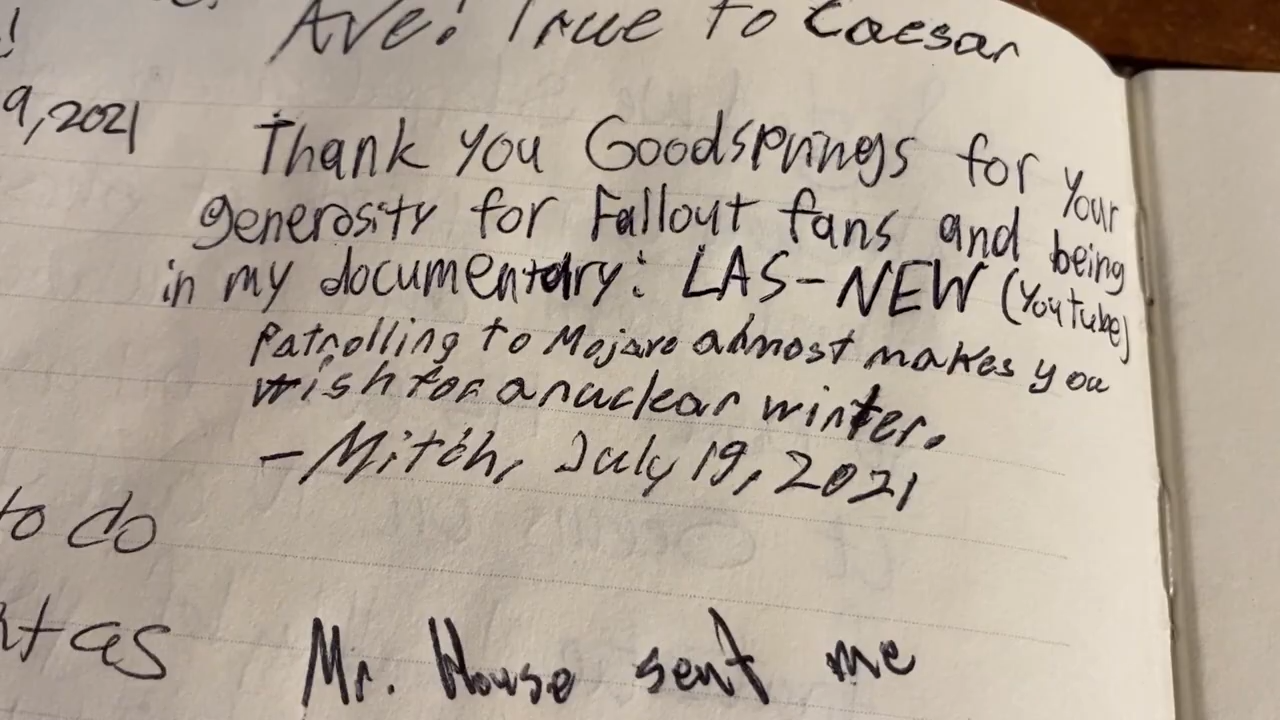 Ave! True to Caesar
9, 2021
Thank you Goodsprings for your
generosity for Fallout fans and being
in my documentary: LAS-NEW (Youtube)
Patrolling to Mojave almost makes you
wish for a nuclear winter.
- Mitch, July 19, 2021
to do
as
Mr. House sent me